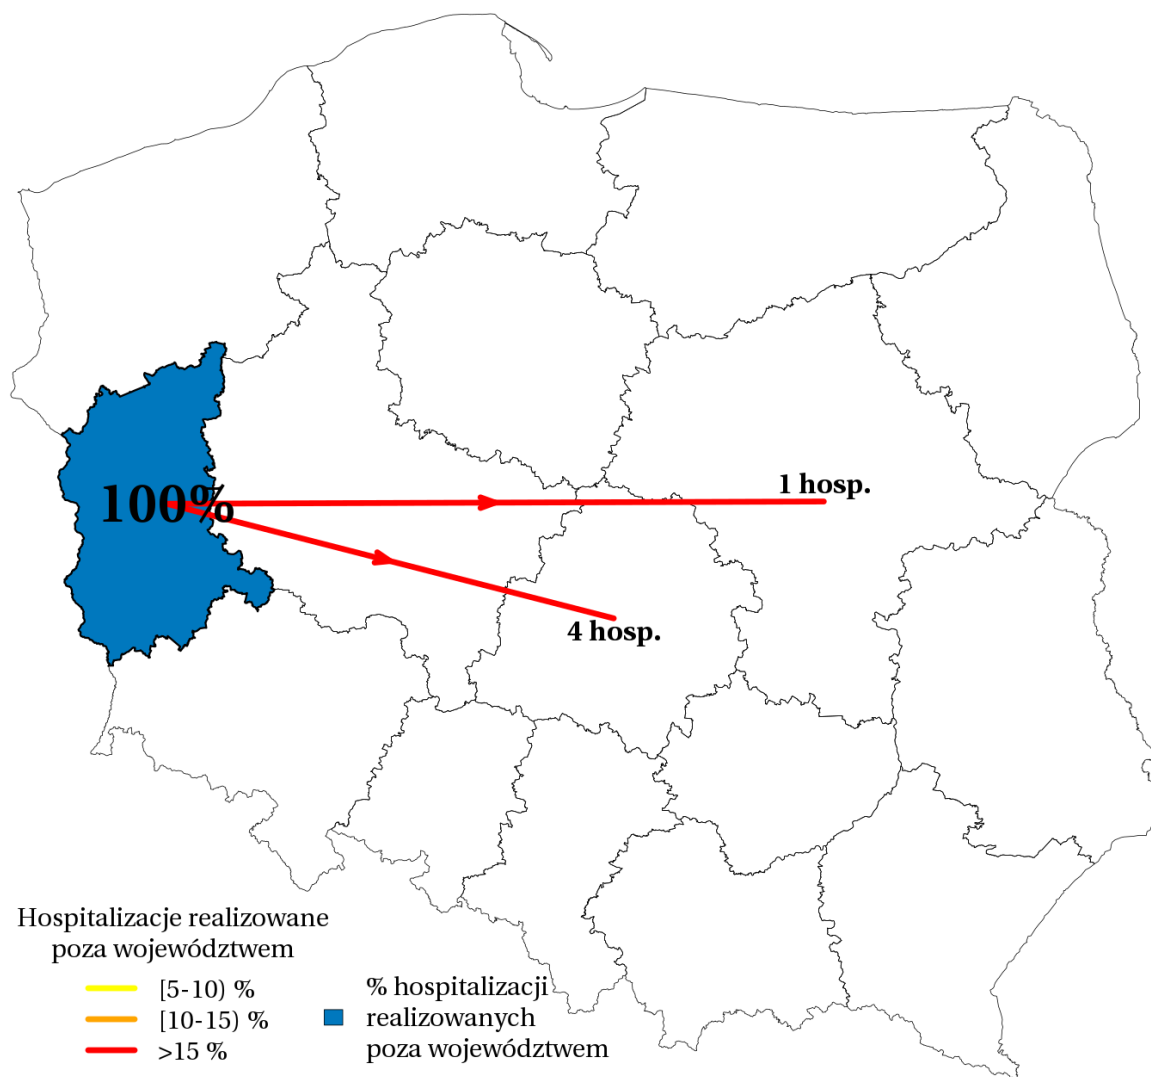 1 hosp.
100%
4 hosp.
Hospitalizacje realizowane
poza województwem
[5-10) %
[10-15) %
>15 %
% hospitalizacji
realizowanych
poza województwem